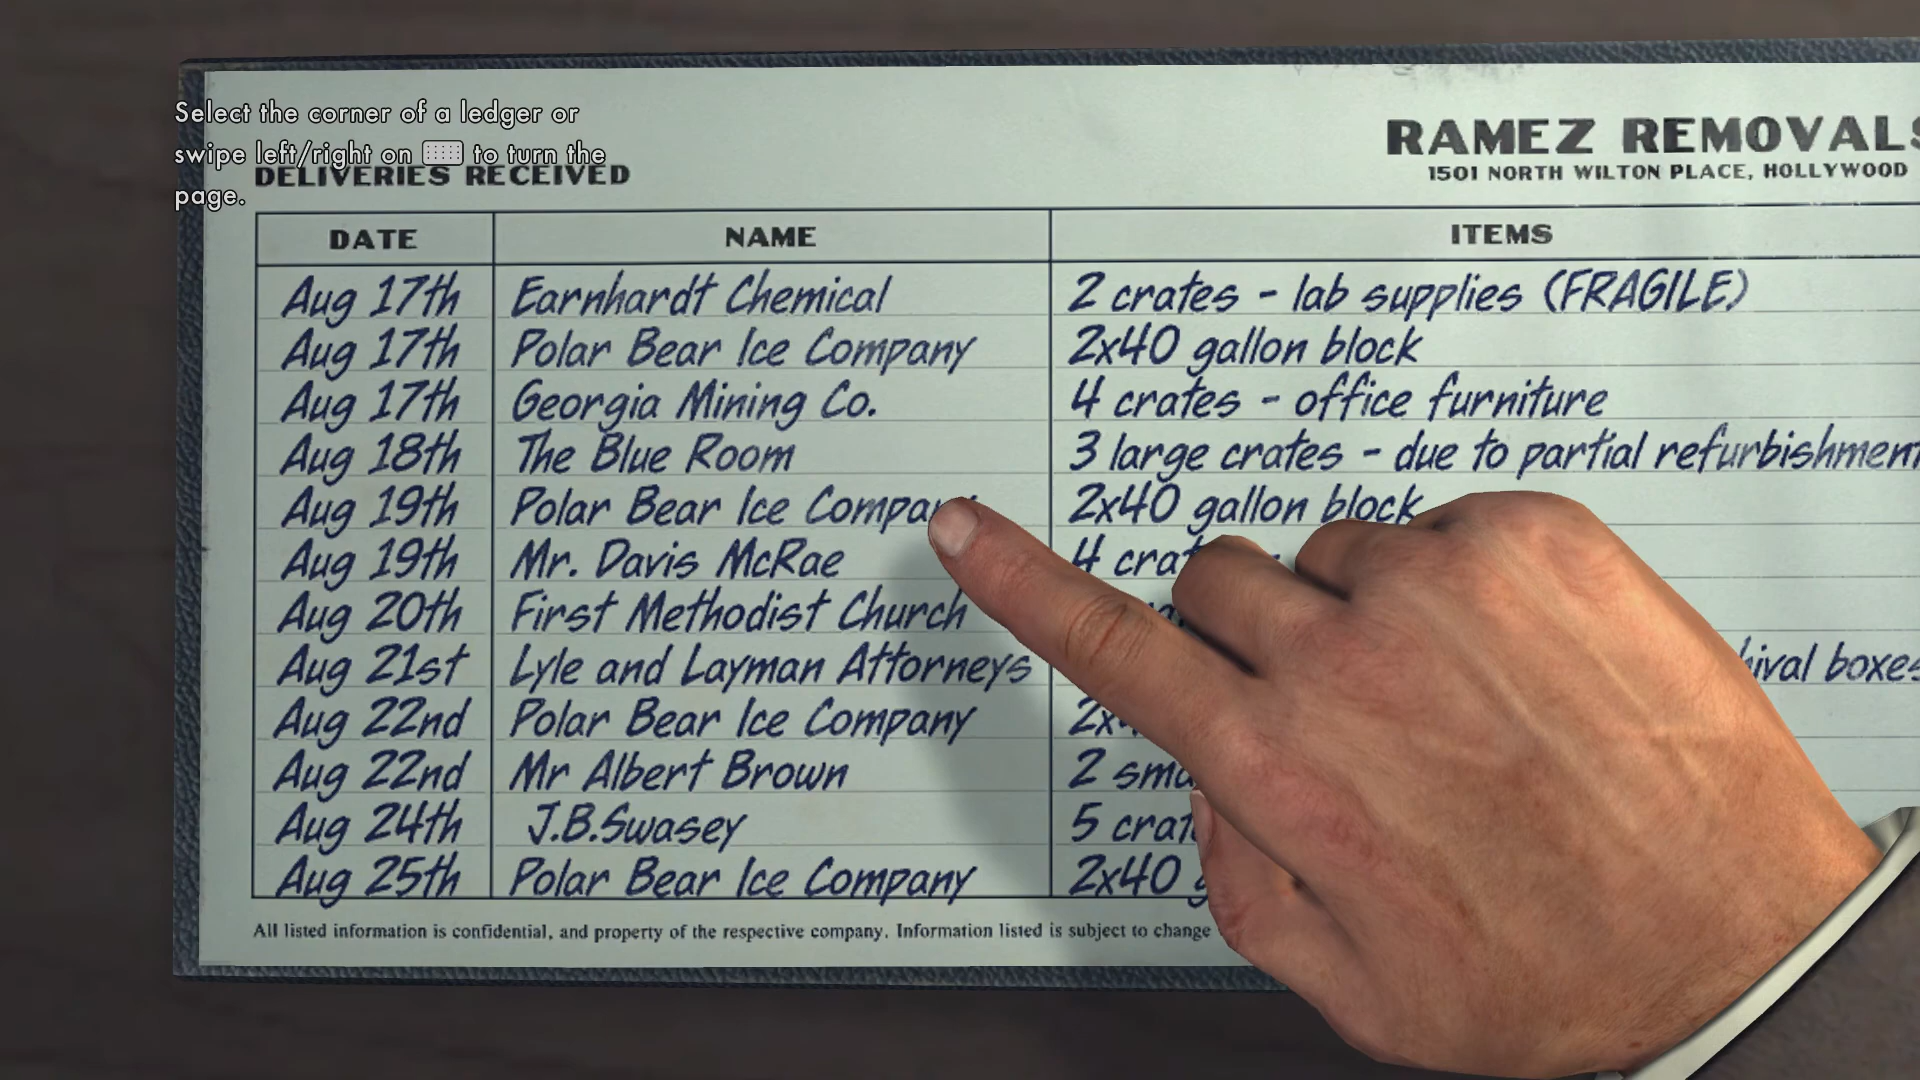 Select the corner of a ledger or
swipe left/right on to turn the
page.
DELIVERIES RECEIVED
RAMEZ REMOVALS
1501 NORTH WILTON PLACE, HOLLYWOOD
DATE NAME ITEMS
Aug 17th Earnhardt Chemical 2 crates - lab supplies (FRAGILE)
Aug 17th Polar Bear Ice Company 2x40 gallon block
Aug 17th Georgia Mining Co. 4 crates - office furniture
Aug 18th The Blue Room 3 large crates - due to partial refurbishment
Aug 19th Polar Bear Ice Company 2x40 gallon block
Aug 19th Mr. Davis McRae 4
Aug 20th First Methodist Church
Aug 21st Lyle and Layman Attorneys boxes
Aug 22nd Polar Bear Ice Company
Aug 22nd Mr Albert Brown 2
Aug 24th J.B.Swasey 5
Aug 25th Polar Bear Ice Company 2x40
All listed information is confidential, and property of the respective company. Information listed is subject to change